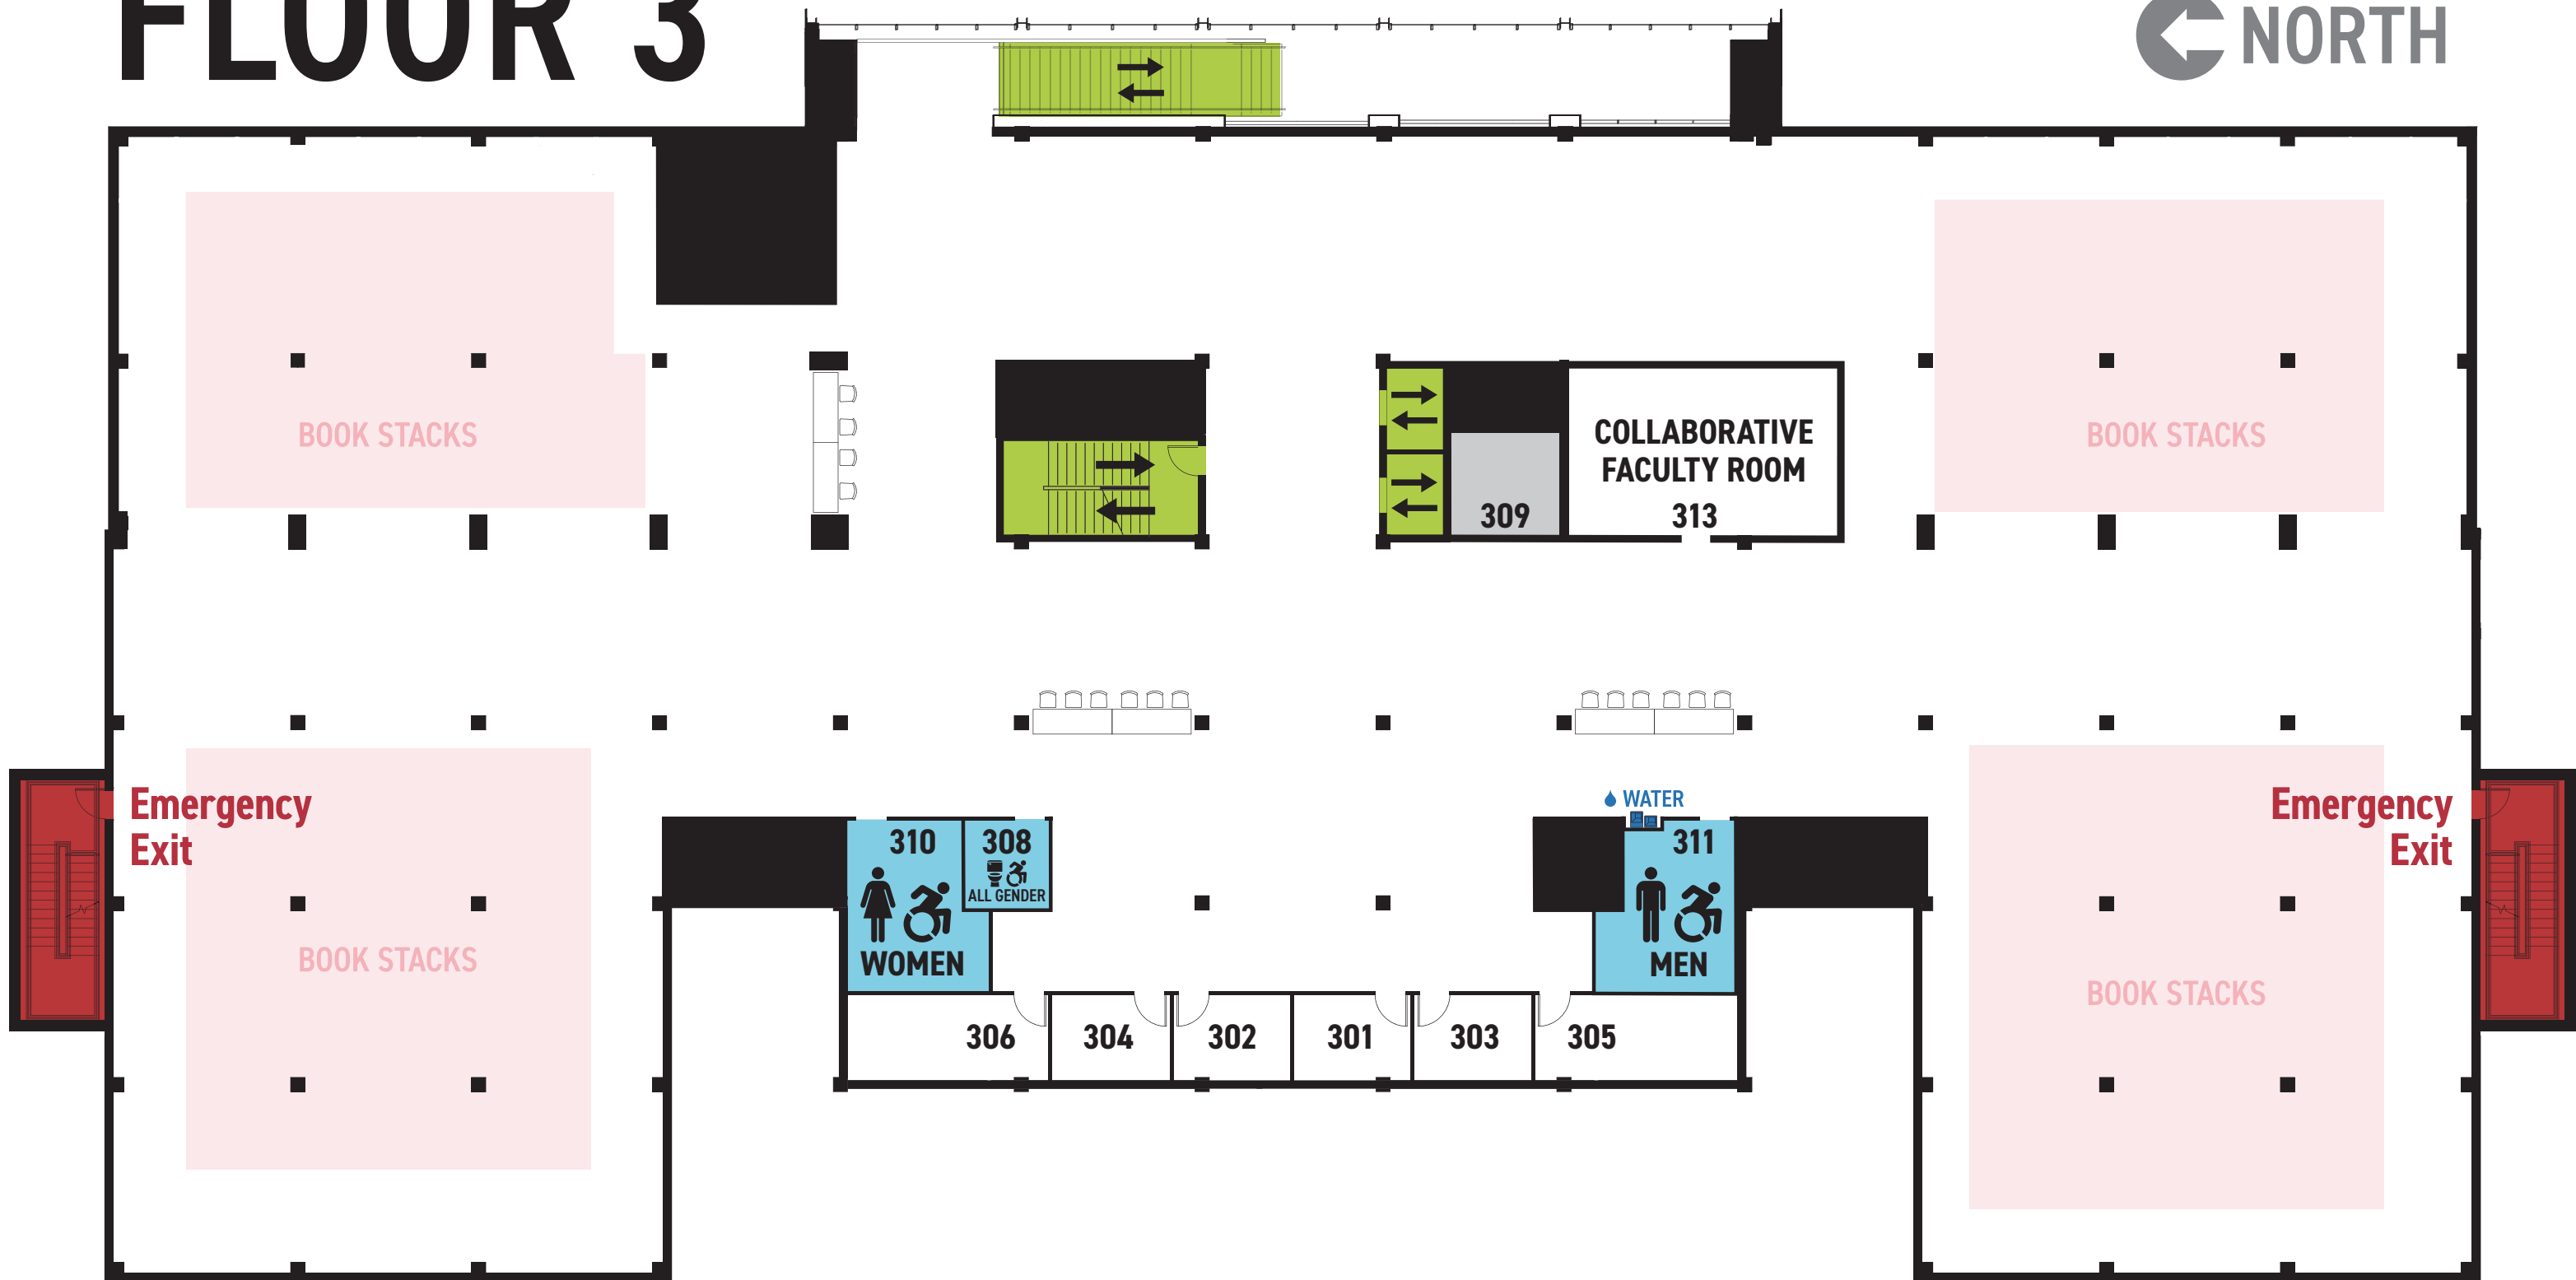 FLOOR 3
NORTH
BOOK STACKS
BOOK STACKS
COLLABORATIVE
FACULTY ROOM
313
309
Emergency
Exit
Emergency
Exit
WATER
310
WOMEN
308
ALL GENDER
311
MEN
BOOK STACKS
BOOK STACKS
306
304
302
301
303
305